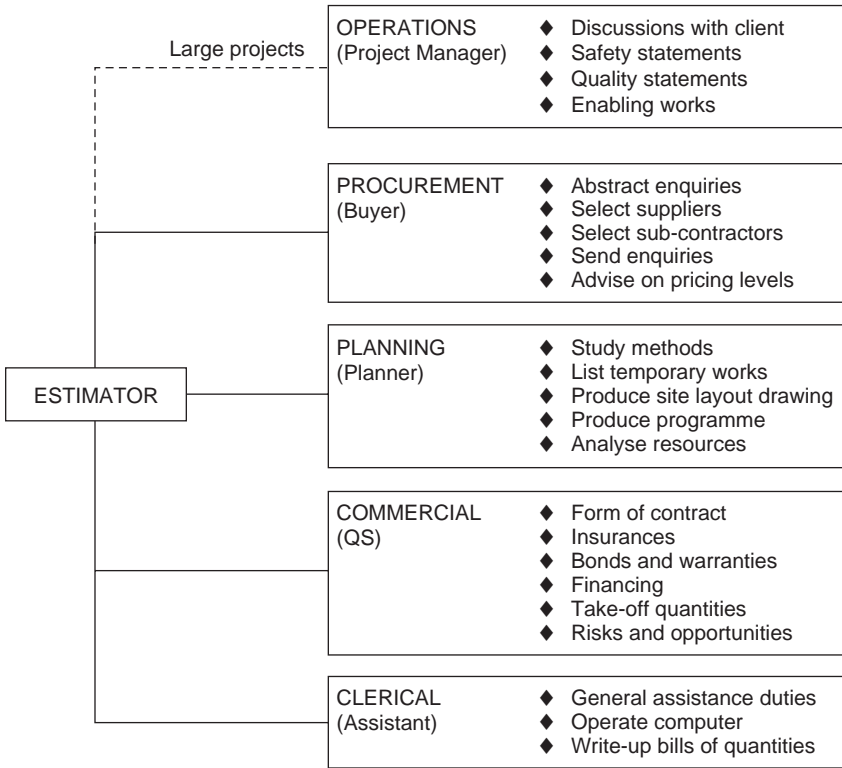 Large projects
OPERATIONS
(Project Manager)
♦ Discussions with client
♦ Safety statements
♦ Quality statements
♦ Enabling works
PROCUREMENT
(Buyer)
♦ Abstract enquiries
♦ Select suppliers
♦ Select sub-contractors
♦ Send enquiries
♦ Advise on pricing levels
ESTIMATOR
PLANNING
(Planner)
♦ Study methods
♦ List temporary works
♦ Produce site layout drawing
♦ Produce programme
♦ Analyse resources
COMMERCIAL
(QS)
♦ Form of contract
♦ Insurances
♦ Bonds and warranties
♦ Financing
♦ Take-off quantities
♦ Risks and opportunities
CLERICAL
(Assistant)
♦ General assistance duties
♦ Operate computer
♦ Write-up bills of quantities